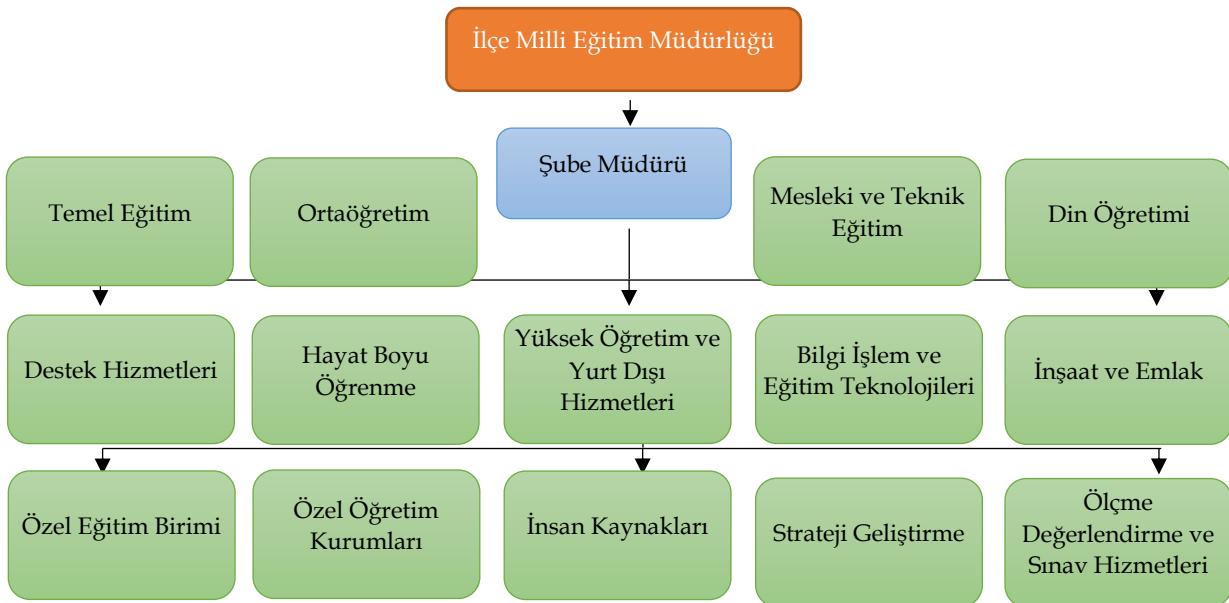 İlçe Milli Eğitim Müdürlüğü
Şube Müdürü
Temel Eğitim
Ortaöğretim
Mesleki ve Teknik
Eğitim
Din Öğretimi
Destek Hizmetleri
Hayat Boyu
Öğrenme
Yüksek Öğretim ve
Yurt Dışı
Hizmetleri
Bilgi İşlem ve
Eğitim Teknolojileri
İnşaat ve Emlak
Özel Eğitim Birimi
Özel Öğretim
Kurumları
İnsan Kaynakları
Strateji Geliştirme
Ölçme
Değerlendirme ve
Sınav Hizmetleri